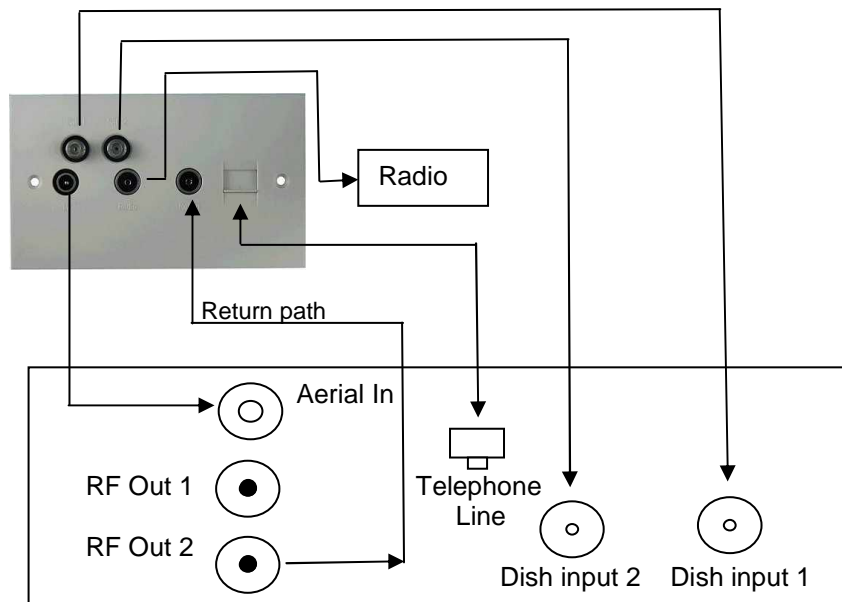 Radio
Return path
Aerial In
RF Out 1
Telephone
Line
RF Out 2
Dish input 2
Dish input 1